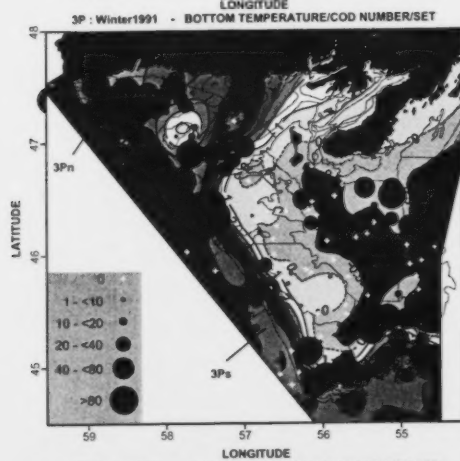 LONGITUDE
3P : Winter1991 - BOTTOM TEMPERATURE/COD NUMBER/SET
48
47
46
45
LATITUDE
3Pn
3Ps
0
0
1 - <10
10 - <20
20 - <40
40 - <80
>80
59
58
57
56
55
LONGITUDE